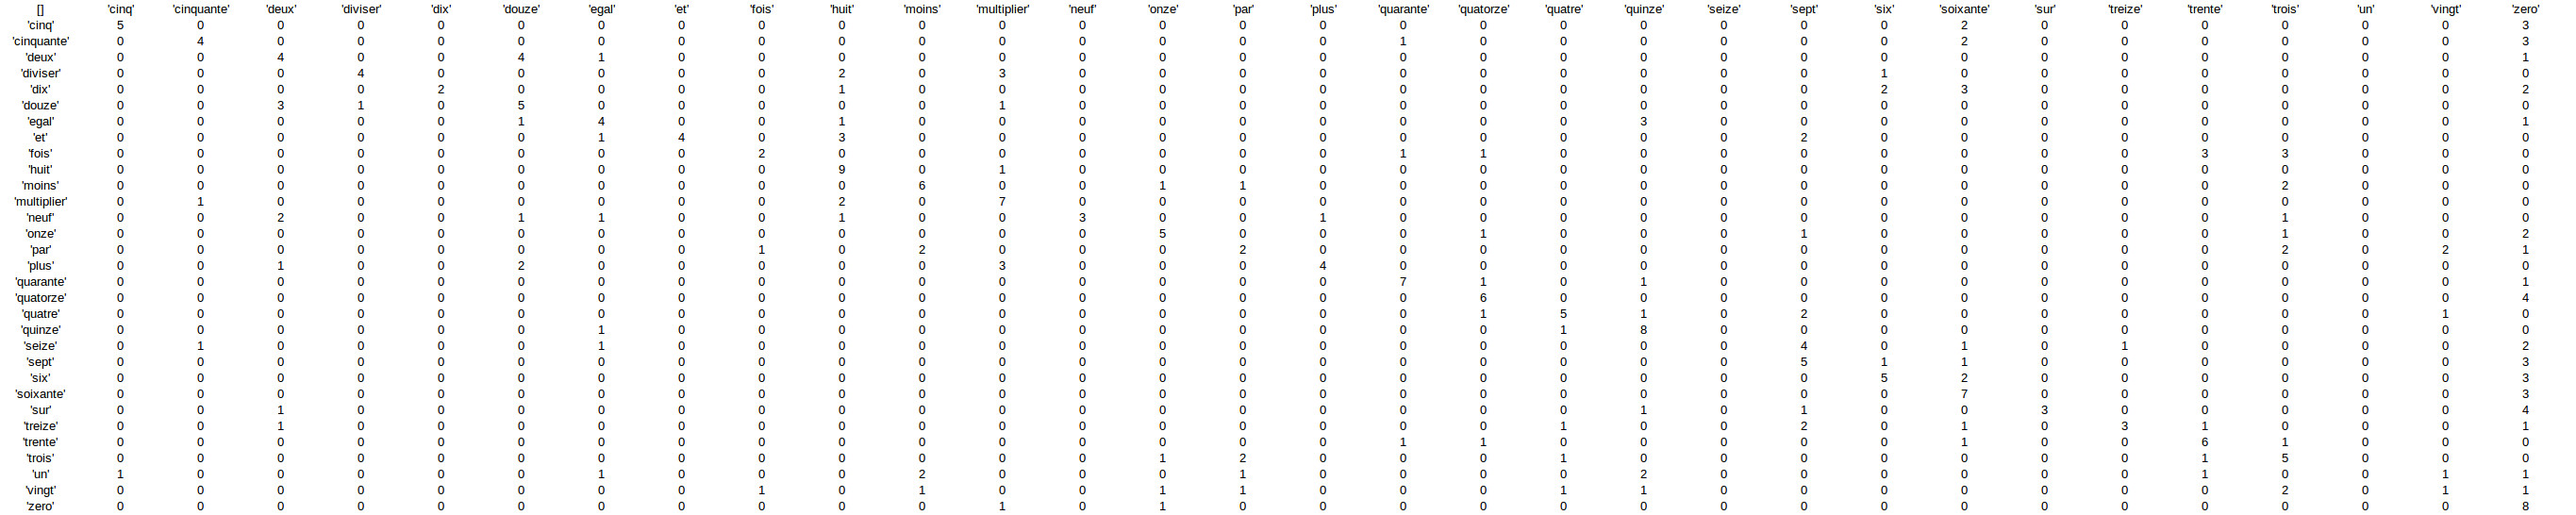 [] 'cinq' 'cinquante' 'deux' 'diviser' 'dix' 'douze' 'egal' 'et' 'fois' 'huit' 'moins' 'multiplier' 'neuf' 'onze' 'par' 'plus' 'quarante' 'quatorze' 'quatre' 'quinze' 'seize' 'sept' 'six' 'soixante' 'sur' 'treize' 'trente' 'trois' 'un' 'vingt' 'zero'
'cinq' 5 0 0 0 0 0 0 0 0 0 0 0 0 0 0 0 0 0 0 0 0 0 0 2 0 0 0 0 0 0 3
'cinquante' 0 4 0 0 0 0 0 0 0 0 0 0 0 0 0 0 1 0 0 0 0 0 0 2 0 0 0 0 0 0 3
'deux' 0 0 4 0 0 4 1 0 0 0 0 0 0 0 0 0 0 0 0 0 0 0 0 0 0 0 0 0 0 0 1
'diviser' 0 0 0 4 0 0 0 0 0 2 0 3 0 0 0 0 0 0 0 0 0 0 1 0 0 0 0 0 0 0 0
'dix' 0 0 0 0 2 0 0 0 0 1 0 0 0 0 0 0 0 0 0 0 0 0 2 3 0 0 0 0 0 0 2
'douze' 0 0 3 1 0 5 0 0 0 0 0 1 0 0 0 0 0 0 0 0 0 0 0 0 0 0 0 0 0 0 0
'egal' 0 0 0 0 0 1 4 0 0 1 0 0 0 0 0 0 0 0 0 3 0 0 0 0 0 0 0 0 0 0 1
'et' 0 0 0 0 0 0 1 4 0 3 0 0 0 0 0 0 0 0 0 0 0 2 0 0 0 0 0 0 0 0 0
'fois' 0 0 0 0 0 0 0 0 2 0 0 0 0 0 0 0 1 1 0 0 0 0 0 0 0 0 3 3 0 0 0
'huit' 0 0 0 0 0 0 0 0 0 9 0 1 0 0 0 0 0 0 0 0 0 0 0 0 0 0 0 0 0 0 0
'moins' 0 0 0 0 0 0 0 0 0 0 6 0 0 1 1 0 0 0 0 0 0 0 0 0 0 0 0 2 0 0 0
'multiplier' 0 1 0 0 0 0 0 0 0 2 0 7 0 0 0 0 0 0 0 0 0 0 0 0 0 0 0 0 0 0 0
'neuf' 0 0 2 0 0 1 1 0 0 1 0 0 3 0 0 1 0 0 0 0 0 0 0 0 0 0 0 1 0 0 0
'onze' 0 0 0 0 0 0 0 0 0 0 0 0 0 5 0 0 0 1 0 0 0 1 0 0 0 0 0 1 0 0 2
'par' 0 0 0 0 0 0 0 0 1 0 2 0 0 0 2 0 0 0 0 0 0 0 0 0 0 0 0 2 0 2 1
'plus' 0 0 1 0 0 2 0 0 0 0 0 3 0 0 0 4 0 0 0 0 0 0 0 0 0 0 0 0 0 0 0
'quarante' 0 0 0 0 0 0 0 0 0 0 0 0 0 0 0 0 7 1 0 1 0 0 0 0 0 0 0 0 0 0 1
'quatorze' 0 0 0 0 0 0 0 0 0 0 0 0 0 0 0 0 0 6 0 0 0 0 0 0 0 0 0 0 0 0 4
'quatre' 0 0 0 0 0 0 0 0 0 0 0 0 0 0 0 0 0 1 5 1 0 2 0 0 0 0 0 0 0 1 0
'quinze' 0 0 0 0 0 0 1 0 0 0 0 0 0 0 0 0 0 0 1 8 0 0 0 0 0 0 0 0 0 0 0
'seize' 0 1 0 0 0 0 1 0 0 0 0 0 0 0 0 0 0 0 0 0 0 4 0 1 0 1 0 0 0 0 2
'sept' 0 0 0 0 0 0 0 0 0 0 0 0 0 0 0 0 0 0 0 0 0 5 1 1 0 0 0 0 0 0 3
'six' 0 0 0 0 0 0 0 0 0 0 0 0 0 0 0 0 0 0 0 0 0 0 5 2 0 0 0 0 0 0 3
'soixante' 0 0 0 0 0 0 0 0 0 0 0 0 0 0 0 0 0 0 0 0 0 0 0 7 0 0 0 0 0 0 3
'sur' 0 0 1 0 0 0 0 0 0 0 0 0 0 0 0 0 0 0 0 1 0 1 0 0 3 0 0 0 0 0 4
'treize' 0 0 1 0 0 0 0 0 0 0 0 0 0 0 0 0 0 0 1 0 0 2 0 1 0 3 1 0 0 0 1
'trente' 0 0 0 0 0 0 0 0 0 0 0 0 0 0 0 0 1 1 0 0 0 0 0 1 0 0 6 1 0 0 0
'trois' 0 0 0 0 0 0 0 0 0 0 0 0 0 1 2 0 0 0 1 0 0 0 0 0 0 0 1 5 0 0 0
'un' 1 0 0 0 0 0 1 0 0 0 2 0 0 0 1 0 0 0 0 2 0 0 0 0 0 0 1 0 0 1 1
'vingt' 0 0 0 0 0 0 0 0 1 0 1 0 0 1 1 0 0 0 1 1 0 0 0 0 0 0 0 2 0 1 1
'zero' 0 0 0 0 0 0 0 0 0 0 0 1 0 1 0 0 0 0 0 0 0 0 0 0 0 0 0 0 0 0 8